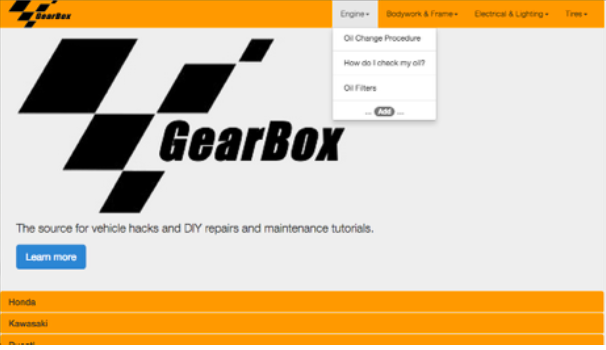 GearBox
Engine
Bodywork & Frame
Electrical & Lighting
Tires
Oil Change Procedure
How do I check my oil?
Oil Filters
... Add ...
GearBox
The source for vehicle hacks and DIY repairs and maintenance tutorials.
Learn more
Honda
Kawasaki
Ducati